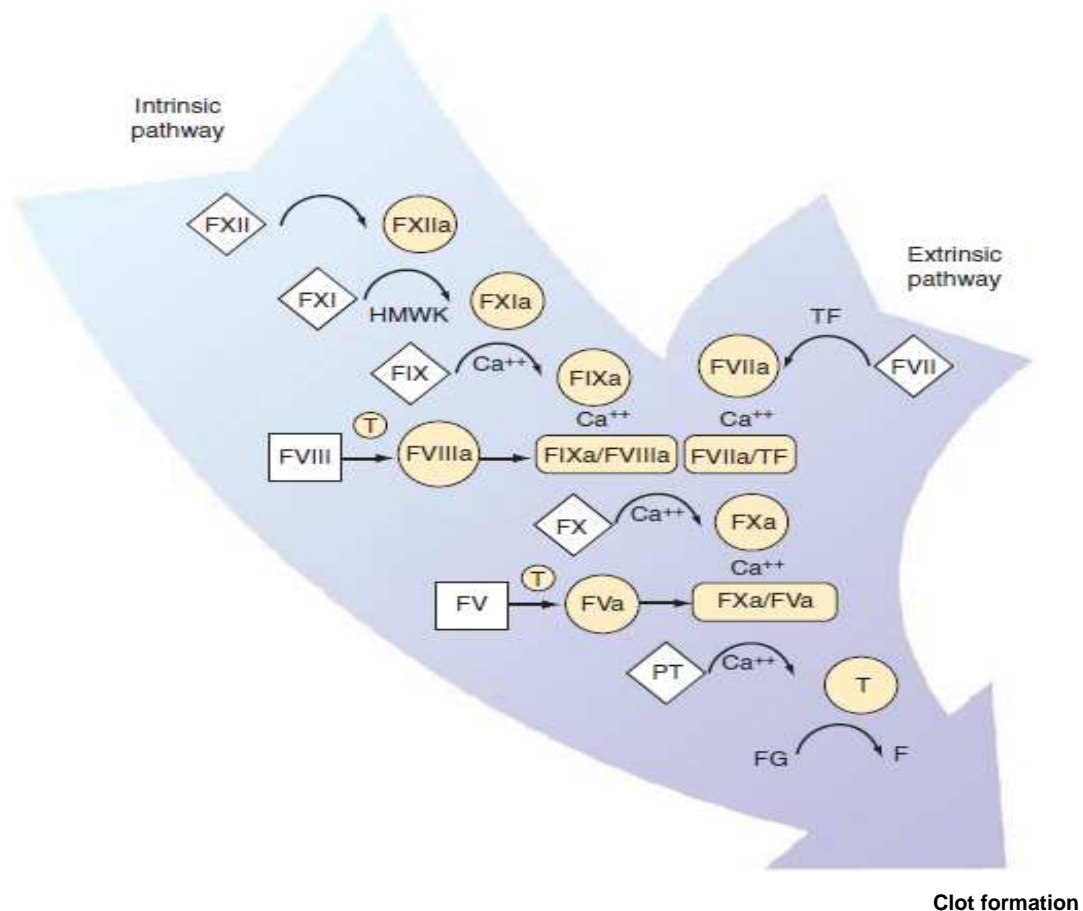 Intrinsic
pathway
FXII
FXIIa
FXI
HMWK
FXIa
Extrinsic
pathway
TF
FIX
Ca++
FIXa
FVIIa
FVII
Ca++
Ca++
T
FVIII
FVIIIa
FIXa/FVIIIa
FVIIa/TF
FX
Ca++
FXa
Ca++
T
FV
FVa
FXa/FVa
PT
Ca++
T
FG
F
Clot formation